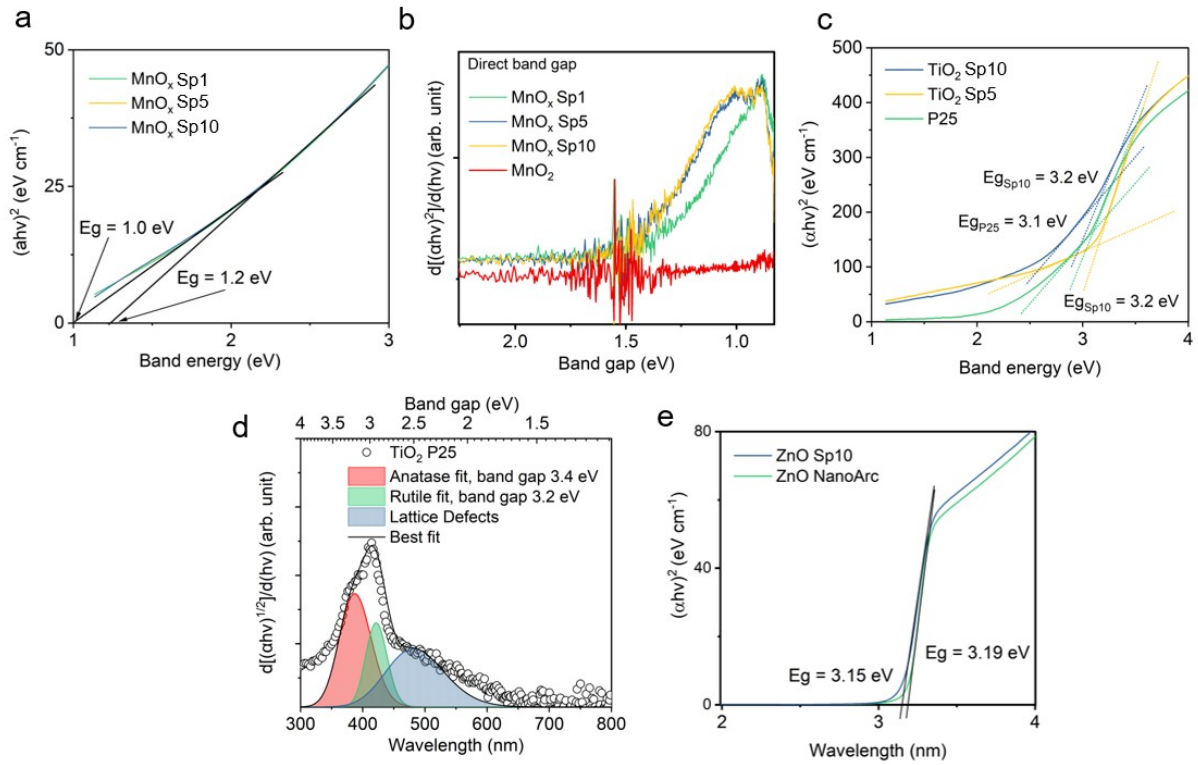 a
50
MnOx Sp1
MnOx Sp5
MnOx Sp10
(ahν)2 (eV cm-1)
25
Eg = 1.0 eV
Eg = 1.2 eV
0
1
2
3
Band energy (eV)
b
Direct band gap
MnOx Sp1
MnOx Sp5
MnOx Sp10
MnO2
d[(αhν)2]/d(hν) (arb. unit)
2.0
1.5
1.0
Band gap (eV)
c
500
400
300
200
100
0
TiO2 Sp10
TiO2 Sp5
P25
(αhν)2 (eV cm-1)
EgSp10 = 3.2 eV
EgP25 = 3.1 eV
EgSp10 = 3.2 eV
1
2
3
4
Band energy (eV)
d
Band gap (eV)
4
3.5
3
2.5
2
1.5
TiO2 P25
Anatase fit, band gap 3.4 eV
Rutile fit, band gap 3.2 eV
Lattice Defects
Best fit
d[(αhν)1/2]/d(hν) (arb. unit)
300
400
500
600
700
800
Wavelength (nm)
e
80
40
0
ZnO Sp10
ZnO NanoArc
(αhν)2 (eV cm-1)
Eg = 3.19 eV
Eg = 3.15 eV
2
3
4
Wavelength (nm)